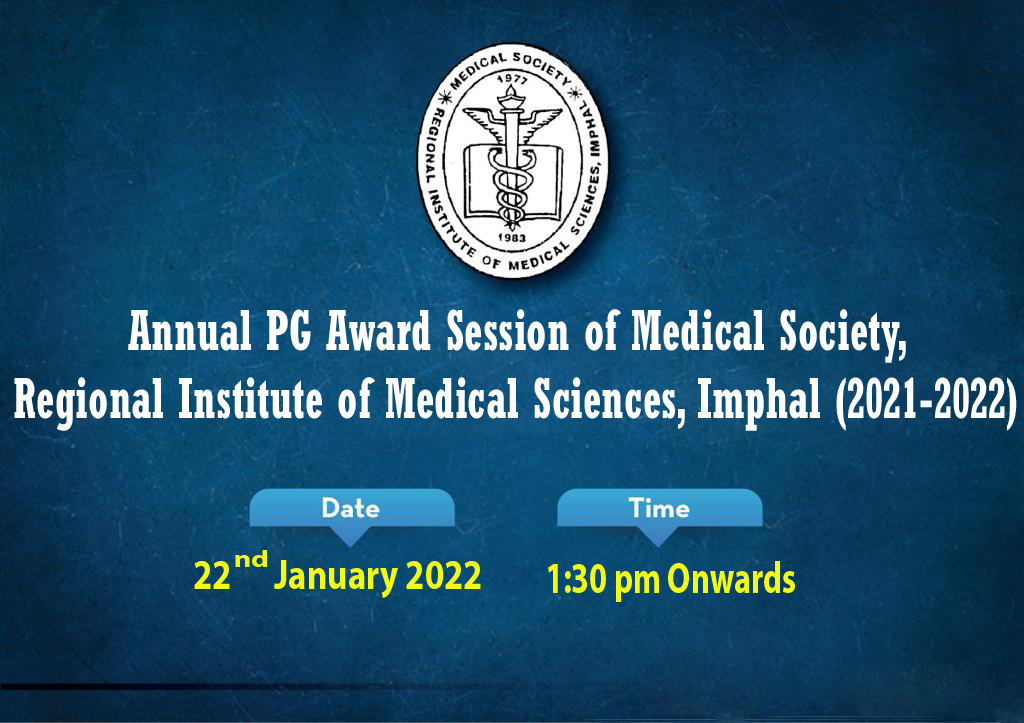 MEDICAL SOCIETY
REGIONAL INSTITUTE OF MEDICAL SCIENCES, IMPHAL
1977
1983
Annual PG Award Session of Medical Society,
Regional Institute of Medical Sciences, Imphal (2021-2022)
Date
Time
22nd January 2022
1:30 pm Onwards